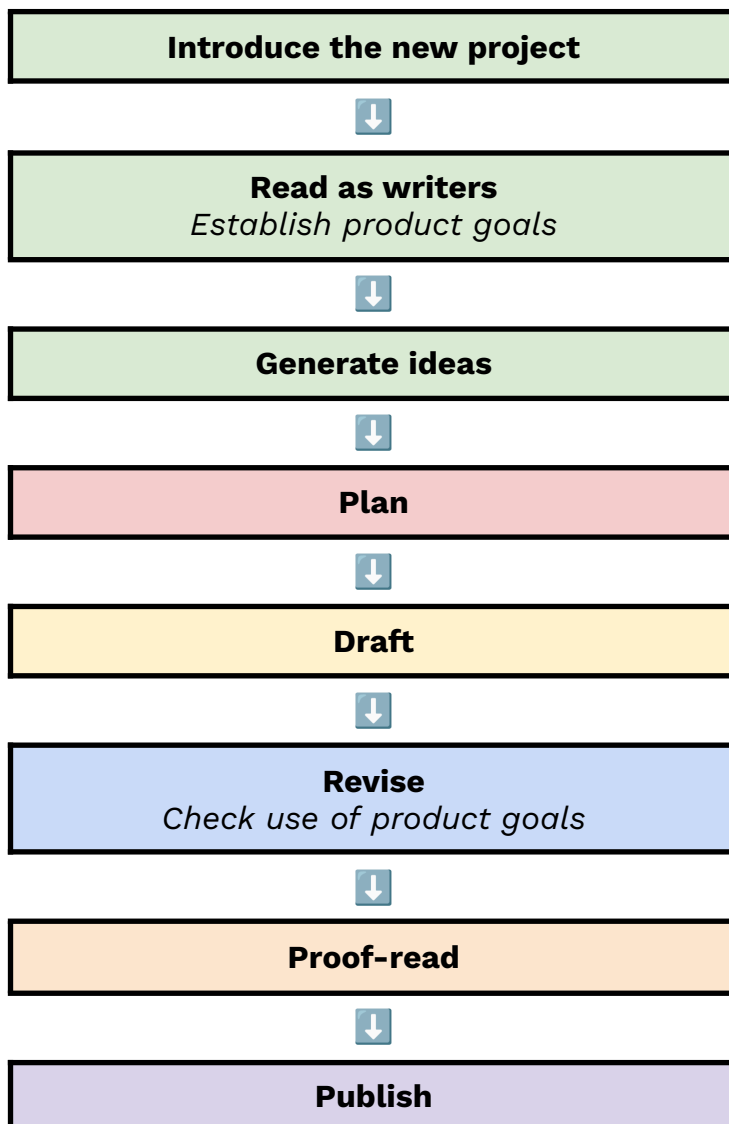 Introduce the new project
Read as writers
Establish product goals
Generate ideas
Plan
Draft
Revise
Check use of product goals
Proof-read
Publish